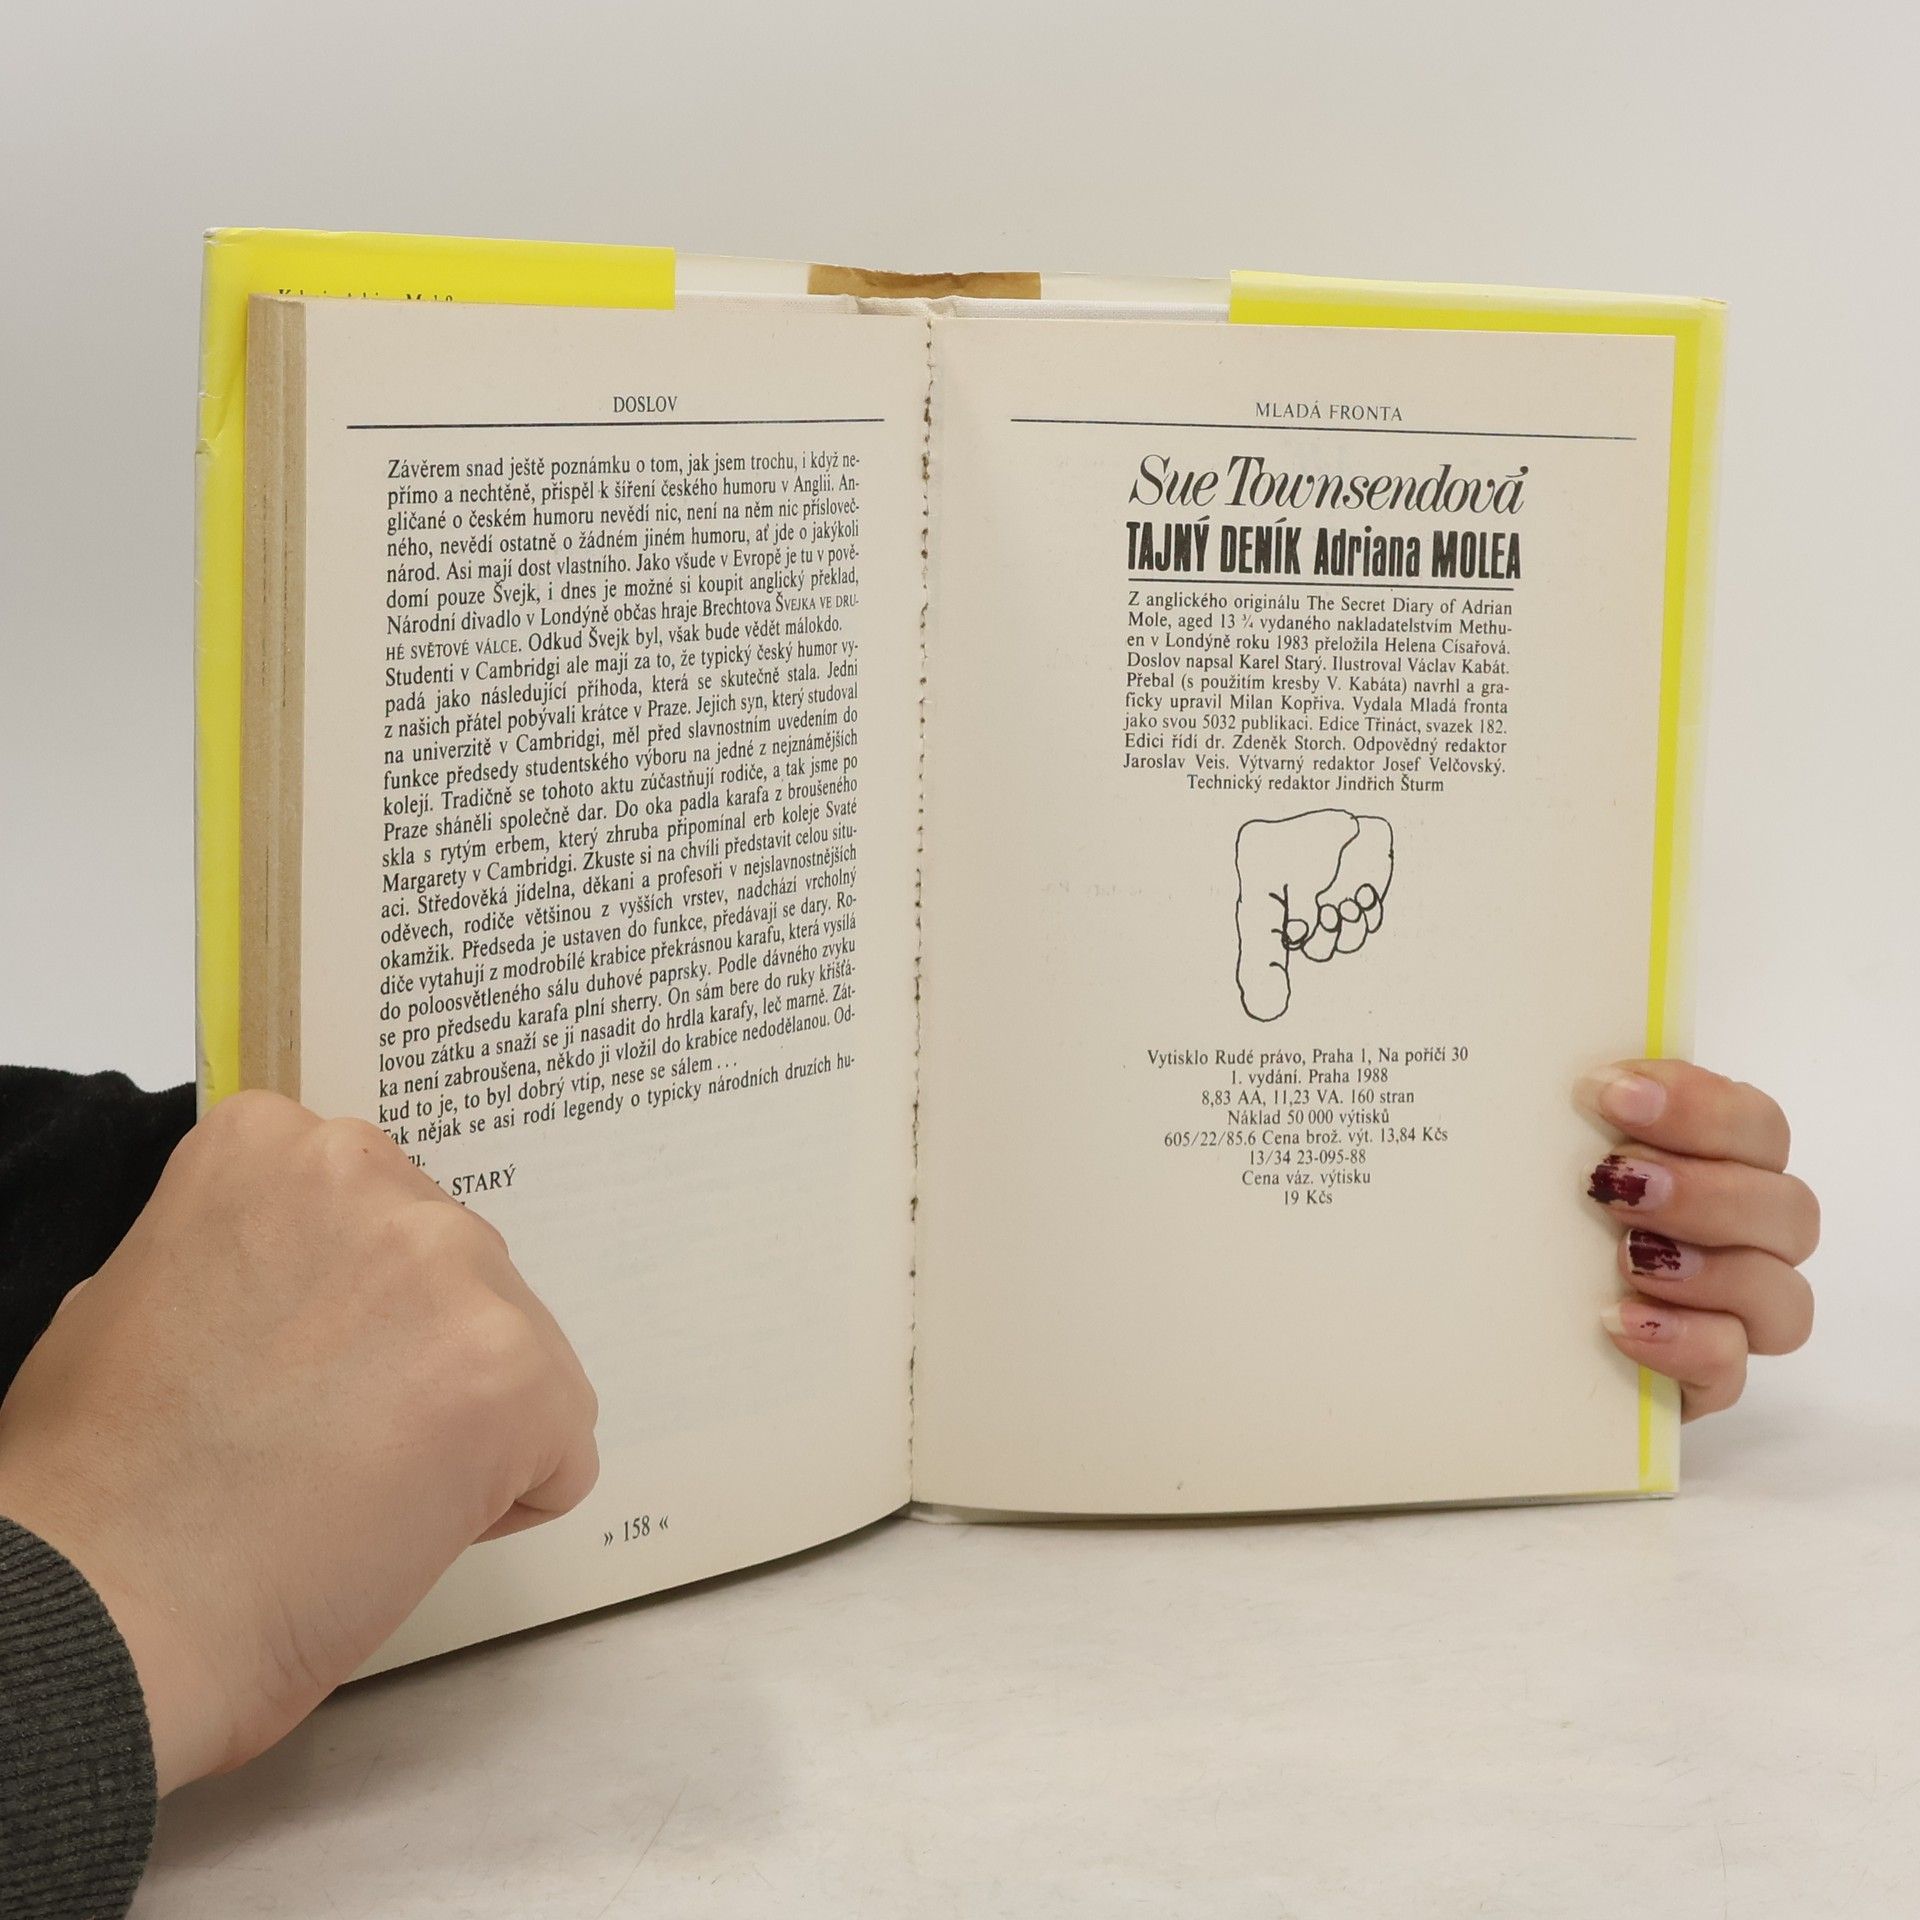 DOSLOV
Závěrem snad ještě poznámku o tom, jak jsem trochu, i když ne-
přímo a nechtěně, přispěl k šíření českého humoru v Anglii. An-
gličané o českém humoru nevědí nic, není na něm nic přísloveč-
ného, nevědí ostatně o žádném jiném humoru, ať jde o jakýkoli
národ. Asi mají dost vlastního. Jako všude v Evropě je tu v pově-
domí pouze Švejk, i dnes je možné si koupit anglický překlad,
Národní divadlo v Londýně občas hraje Brechtova ŠVEJKA VE DRU-
HÉ SVĚTOVÉ VÁLCE. Odkud Švejk byl, však bude vědět málokdo.
Studenti v Cambridgi ale mají za to, že typický český humor vy-
padá jako následující příhoda, která se skutečně stala. Jedni
z našich přátel pobývali krátce v Praze. Jejich syn, který studoval
na univerzitě v Cambridgi, měl před slavnostním uvedením do
funkce předsedy studentského výboru na jedné z nejznámějších
kolejí. Tradičně se tohoto aktu zúčastňují rodiče, a tak jsme po
Praze sháněli společně dar. Do oka padla karafa z broušeného
skla s rytým erbem, který zhruba připomínal erb koleje Svaté
Margarety v Cambridgi. Zkuste si na chvíli představit celou situ-
aci. Středověká jídelna, děkani a profesoři v nejslavnostnějších
oděvech, rodiče většinou z vyšších vrstev, nadchází vrcholný
okamžik. Předseda je ustaven do funkce, předávají se dary. Ro-
diče vytahují z modrobílé krabice překrásnou karafu, která vysílá
do poloosvětleného sálu duhové paprsky. Podle dávného zvyku
se pro předsedu karafa plní sherry. On sám bere do ruky křišťá-
lovou zátku a snaží se jí nasadit do hrdla karafy, leč marně. Zát-
ka není zabroušena, někdo ji vložil do krabice nedodělanou. Od-
kud to je, to byl dobrý vtip, nese se sálem . . .
Tak nějak se asi rodí legendy o typicky národních druzích hu-
STARÝ
» 158 «
MLADÁ FRONTA
Sue Townsendová
TAJNÝ DENÍK Adriana MOLEA
Z anglického originálu The Secret Diary of Adrian
Mole, aged 13 ¾ vydaného nakladatelstvím Methu-
en v Londýně roku 1983 přeložila Helena Císařová.
Doslov napsal Karel Starý. Ilustroval Václav Kabát.
Přebal (s použitím kresby V. Kabáta) navrhl a gra-
ficky upravil Milan Kopřiva. Vydala Mladá fronta
jako svou 5032 publikaci. Edice Třináct, svazek 182.
Edici řídí dr. Zdeněk Storch. Odpovědný redaktor
Jaroslav Veis. Výtvarný redaktor Josef Velčovský.
Technický redaktor Jindřich Šturm
Vytisklo Rudé právo, Praha 1, Na poříčí 30
1. vydání. Praha 1988
8,83 AA, 11,23 VA. 160 stran
Náklad 50 000 výtisků
605/22/85.6 Cena brož. výt. 13,84 Kčs
13/34 23-095-88
Cena váz. výtisku
19 Kčs